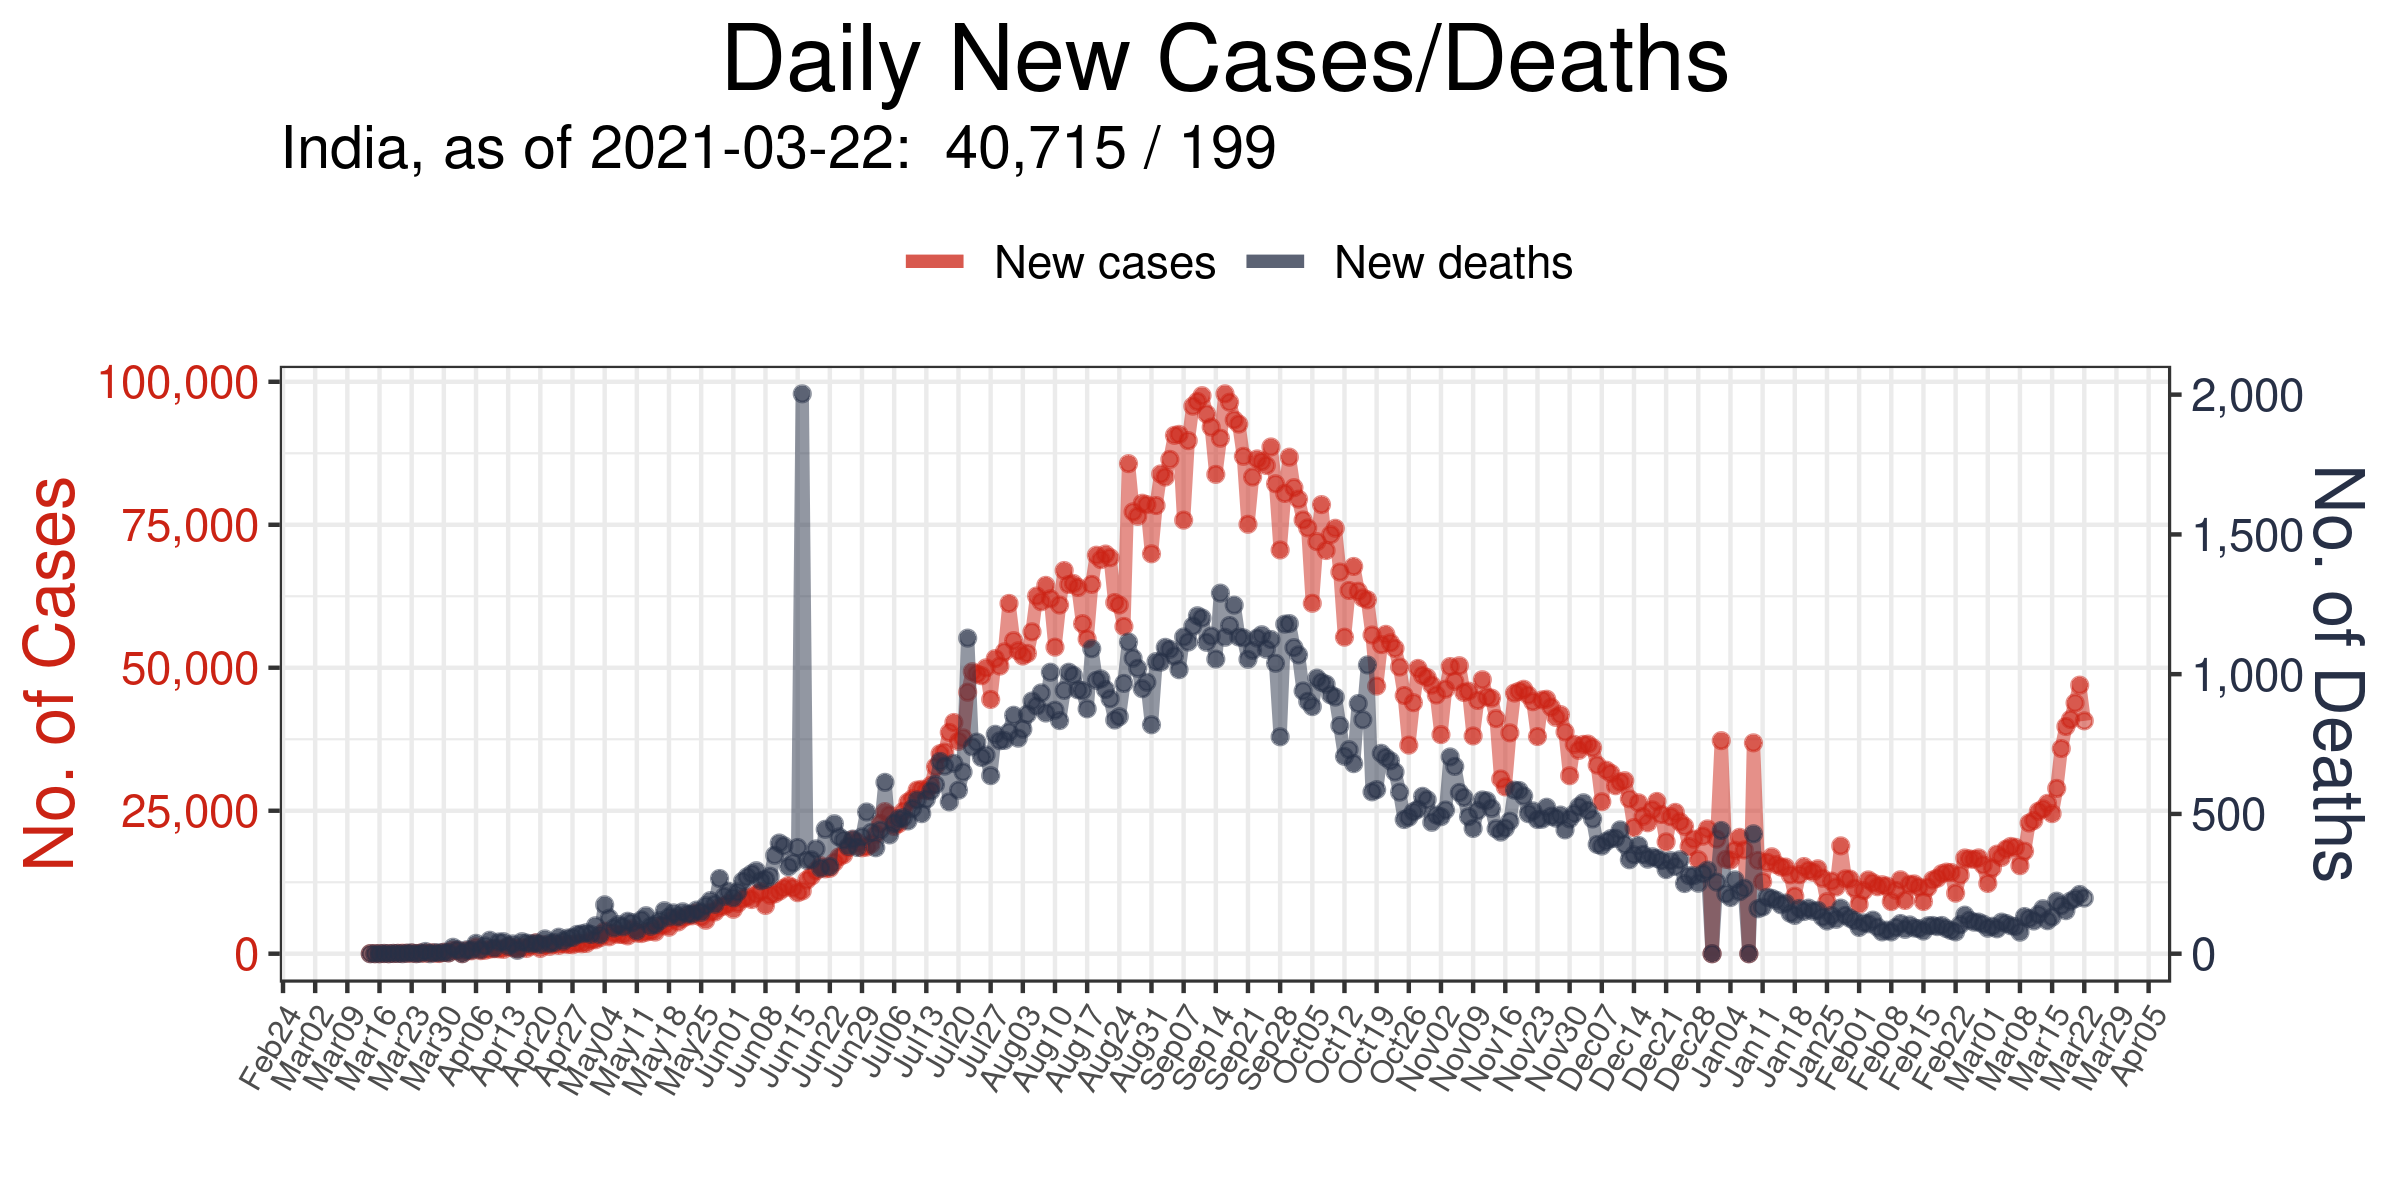 Daily New Cases/Deaths
India, as of 2021-03-22:  40,715 / 199
New cases
New deaths
No. of Cases
100,000
75,000
50,000
25,000
0
2,000
1,500
1,000
500
0
No. of Deaths
Feb24
Mar02
Mar09
Mar16
Mar23
Mar30
Apr06
Apr13
Apr20
Apr27
May04
May11
May18
May25
Jun01
Jun08
Jun15
Jun22
Jun29
Jul06
Jul13
Jul20
Jul27
Aug03
Aug10
Aug17
Aug24
Aug31
Sep07
Sep14
Sep21
Sep28
Oct05
Oct12
Oct19
Oct26
Nov02
Nov09
Nov16
Nov23
Nov30
Dec07
Dec14
Dec21
Dec28
Jan04
Jan11
Jan18
Jan25
Feb01
Feb08
Feb15
Feb22
Mar01
Mar08
Mar15
Mar22
Mar29
Apr05